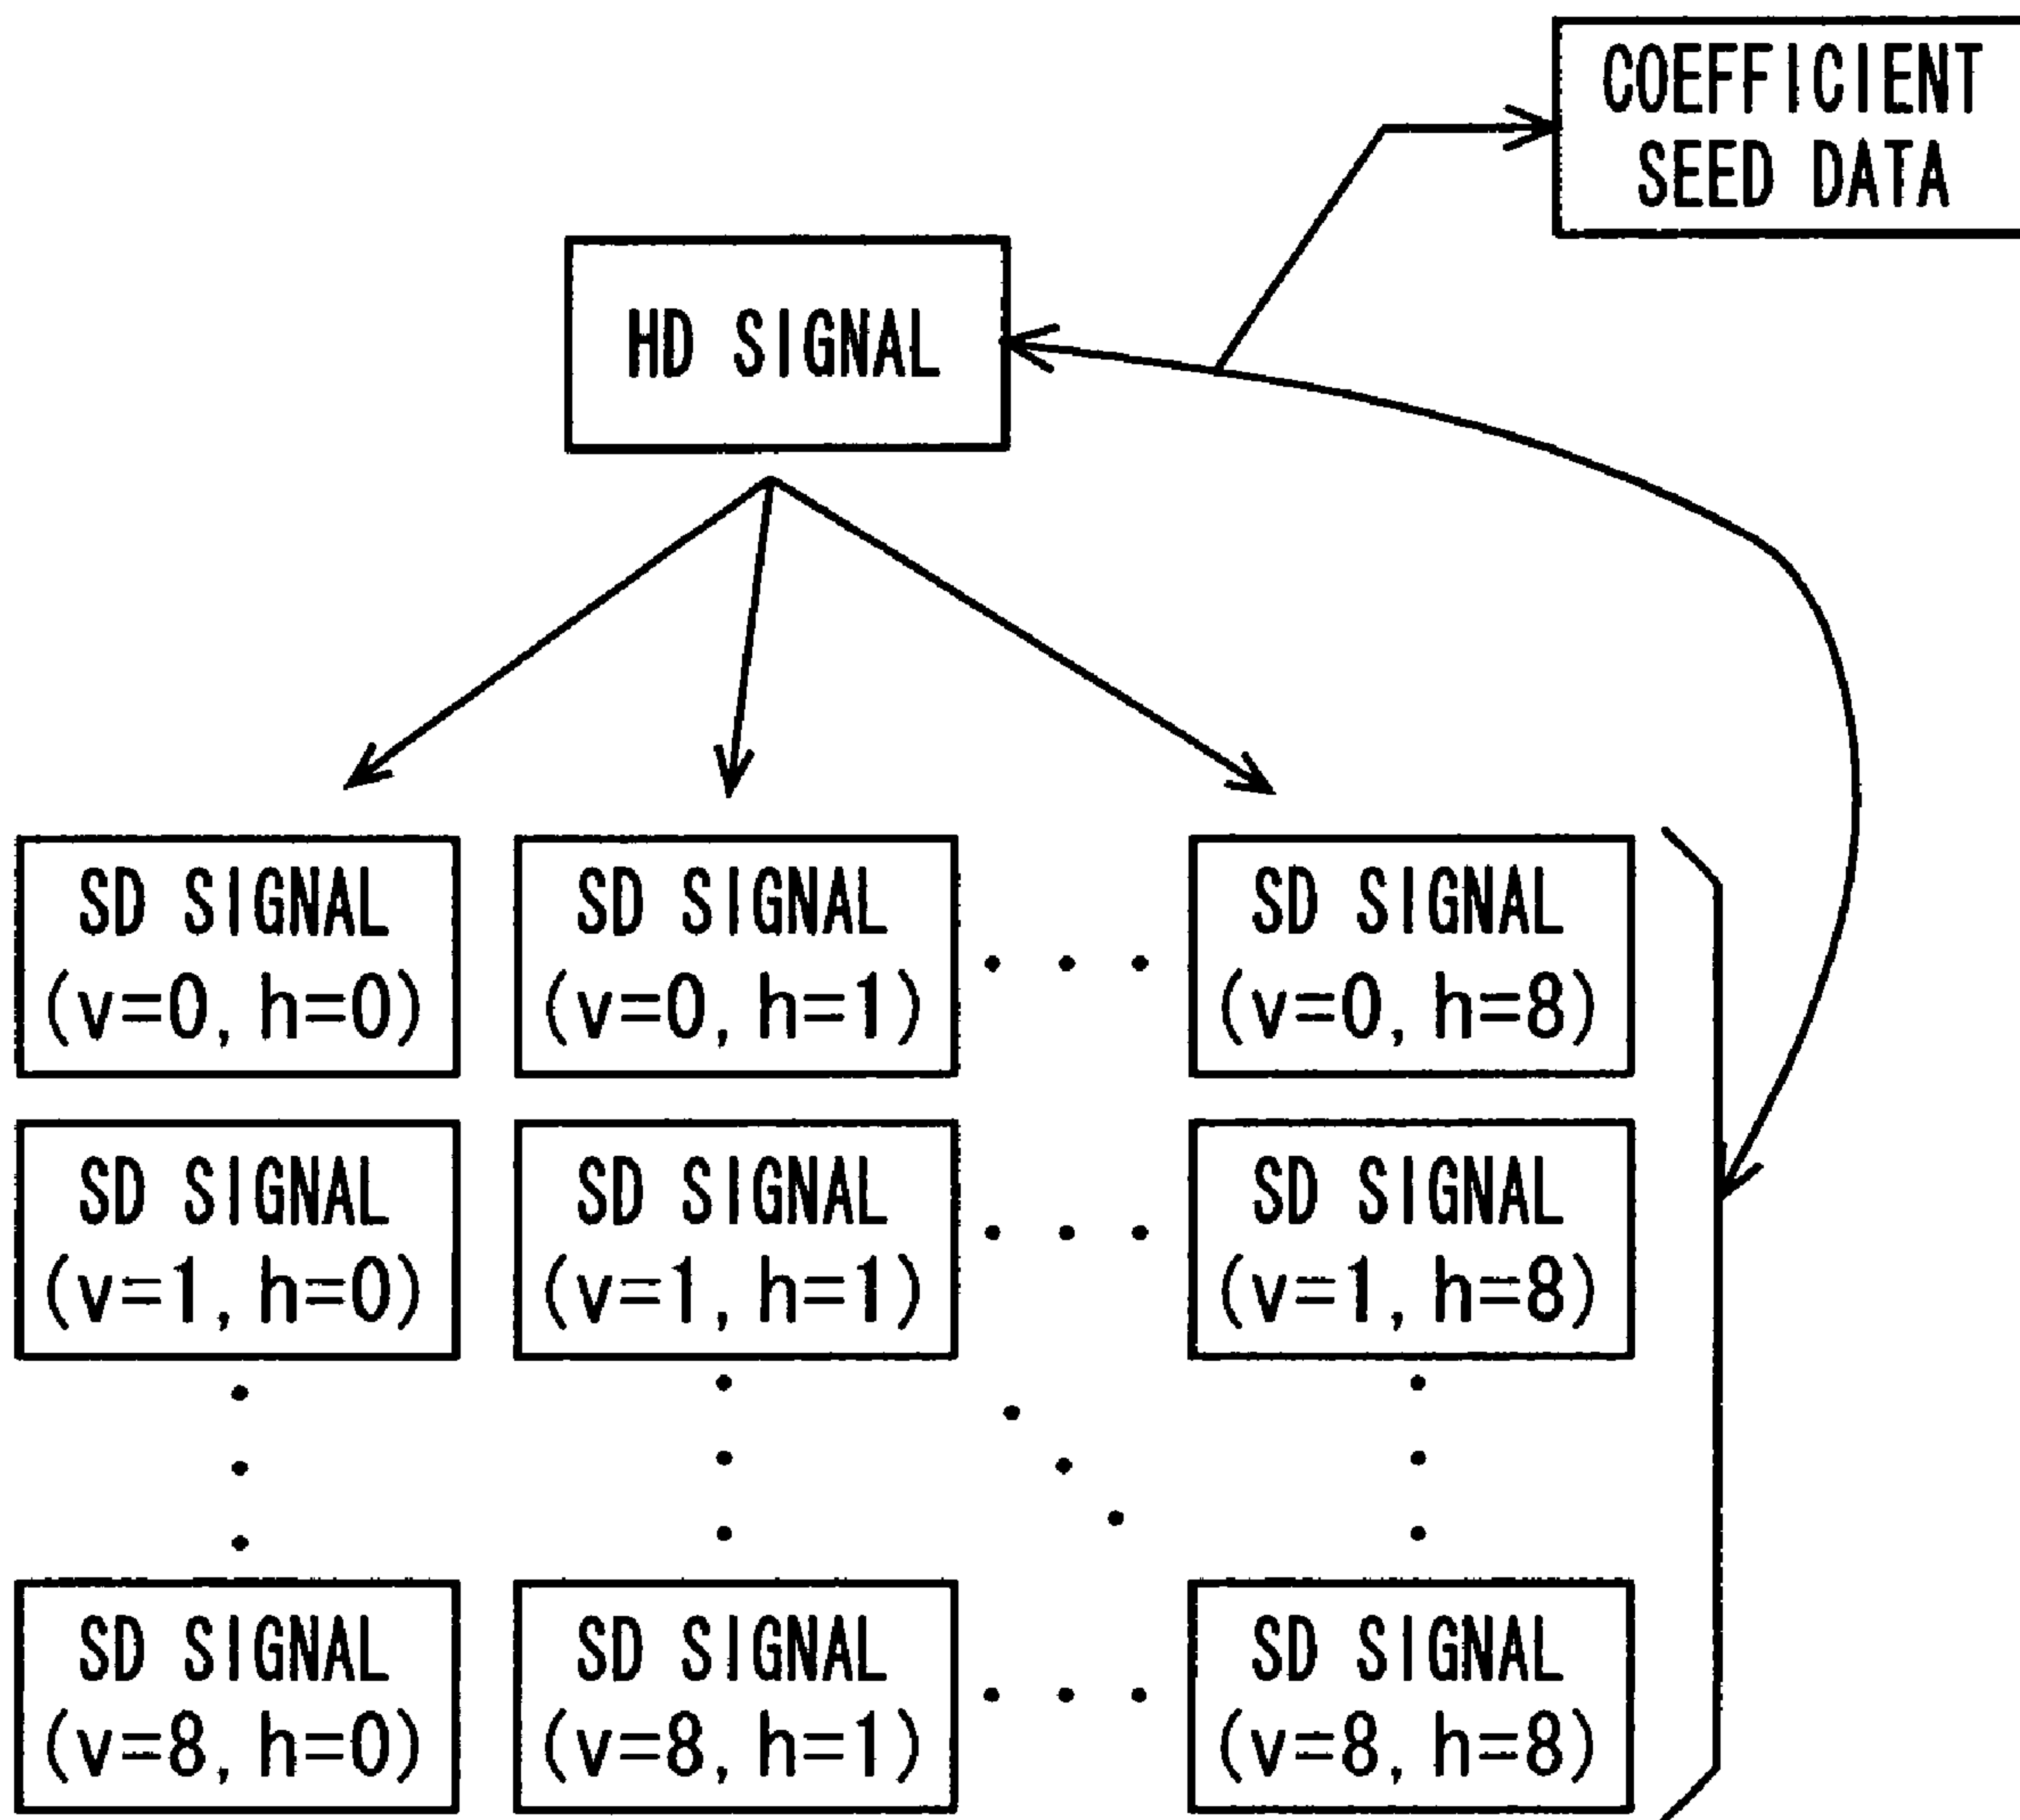 COEFFICIENT
SEED DATA
HD SIGNAL
SD SIGNAL
(v=0, h=0)
SD SIGNAL
(v=0, h=1)
SD SIGNAL
(v=0, h=8)
SD SIGNAL
(v=1, h=0)
SD SIGNAL
(v=1, h=1)
SD SIGNAL
(v=1, h=8)
SD SIGNAL
(v=8, h=0)
SD SIGNAL
(v=8, h=1)
SD SIGNAL
(v=8, h=8)